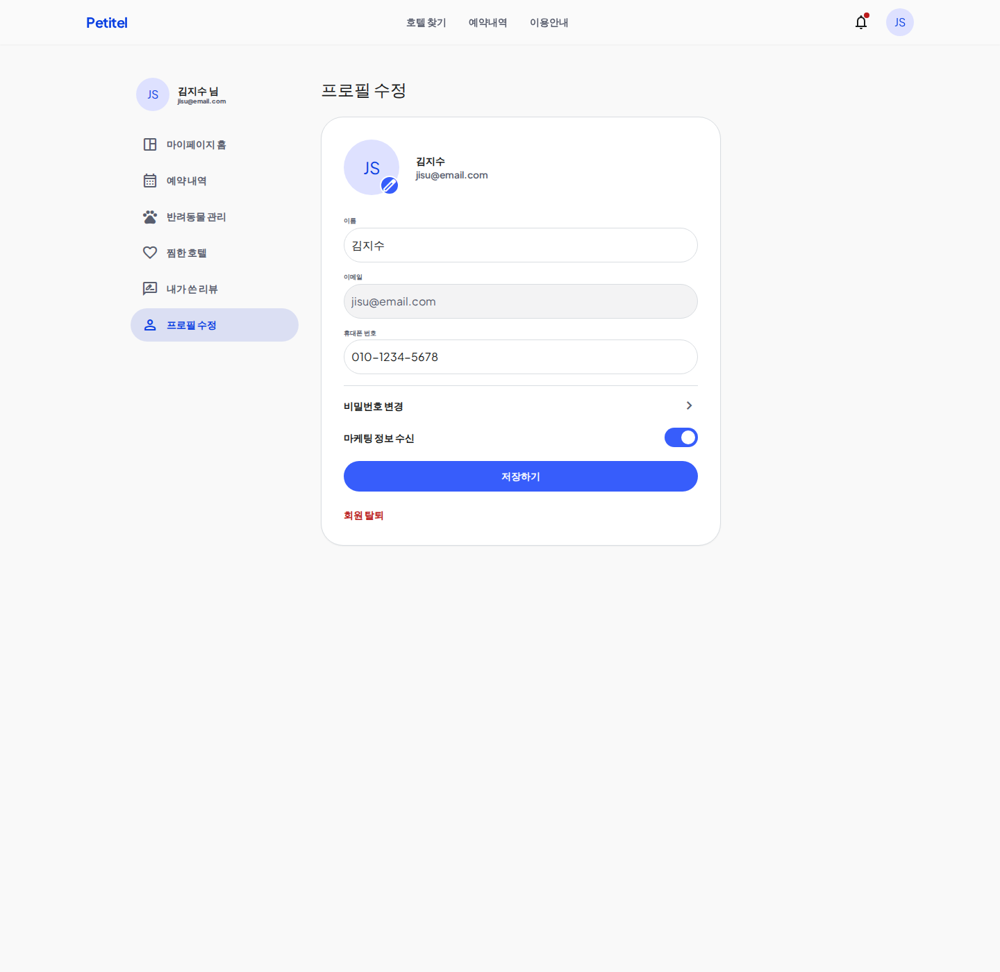 Petitel
호텔 찾기
예약내역
이용안내
JS
JS
김지수 님
jisu@email.com
마이페이지 홈
예약 내역
반려동물 관리
찜한 호텔
내가 쓴 리뷰
프로필 수정
프로필 수정
JS
김지수
jisu@email.com
이름
김지수
이메일
jisu@email.com
휴대폰 번호
010-1234-5678
비밀번호 변경
마케팅 정보 수신
저장하기
회원 탈퇴